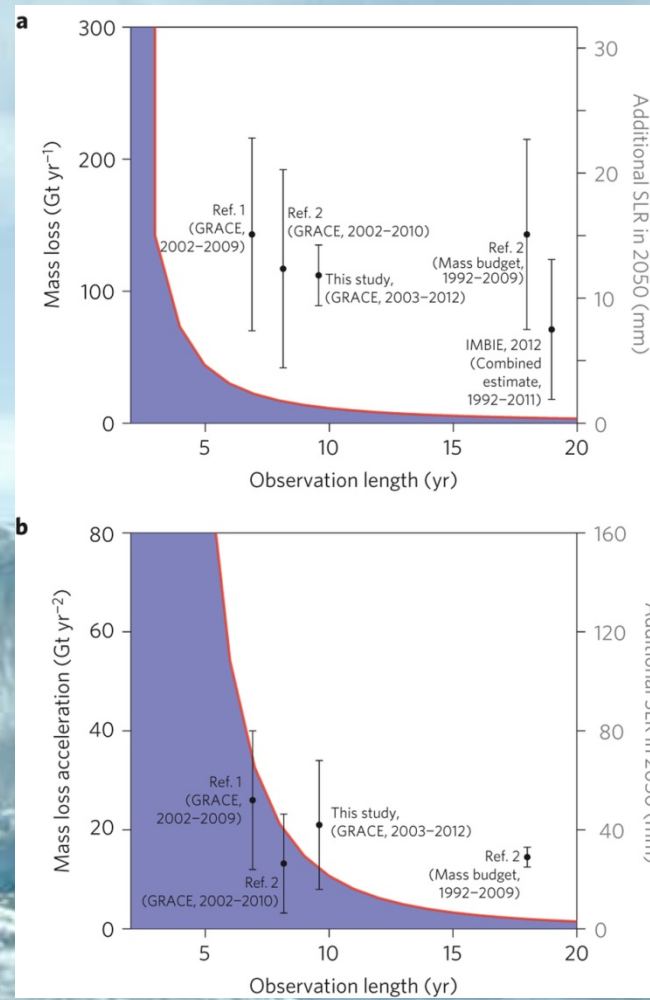 a
300
200
100
0
Mass loss (Gt yr⁻¹)
30
20
10
0
Additional SLR in 2050 (mm)
Ref. 1
(GRACE,
2002–2009)
Ref. 2
(GRACE, 2002–2010)
This study,
(GRACE, 2003–2012)
Ref. 2
(Mass budget,
1992–2009)
IMBIE, 2012
(Combined
estimate,
1992–2011)
5
10
15
20
Observation length (yr)
b
80
60
40
20
0
Mass loss acceleration (Gt yr⁻²)
160
120
80
40
0
2050 (mm)
Ref. 1
(GRACE,
2002–2009)
Ref. 2
(GRACE, 2002–2010)
This study,
(GRACE, 2003–2012)
Ref. 2
(Mass budget,
1992–2009)
5
10
15
20
Observation length (yr)